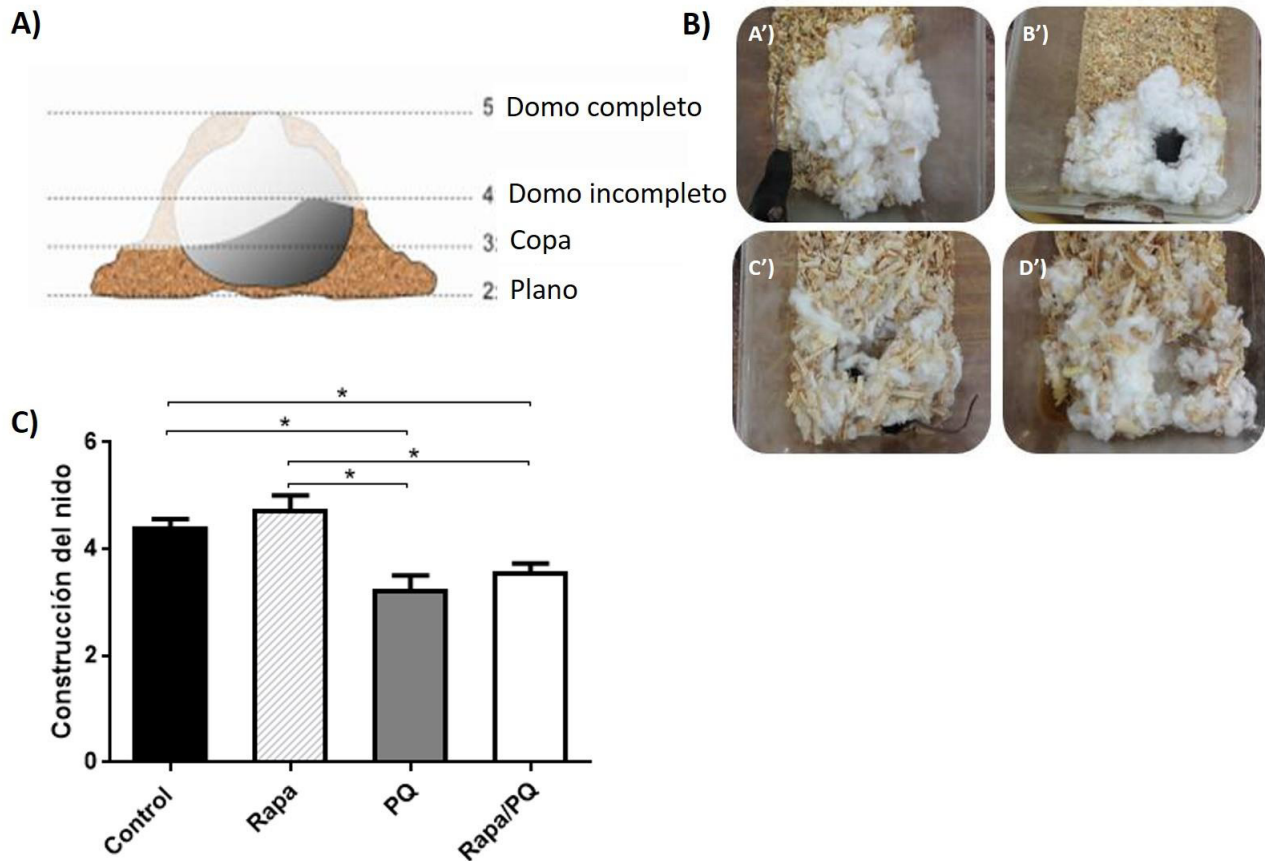 A)
5 Domo completo
4 Domo incompleto
3 Copa
2 Plano
B)
A')
B')
C')
D')
C)
Construcción del nido
6
4
2
0
*
*
*
*
Control
Rapa
PQ
Rapa/PQ